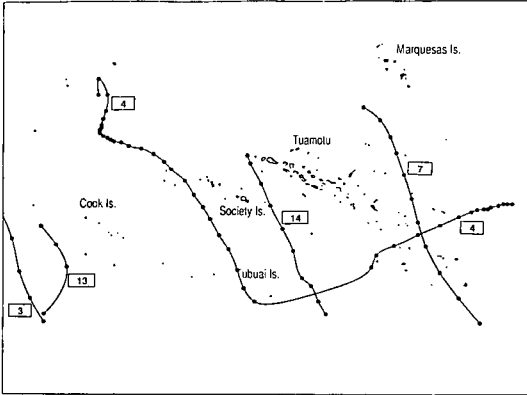 Marquesas Is.
4
Tuamotu
7
Cook Is.
Society Is.
14
4
13
Tubuai Is.
3